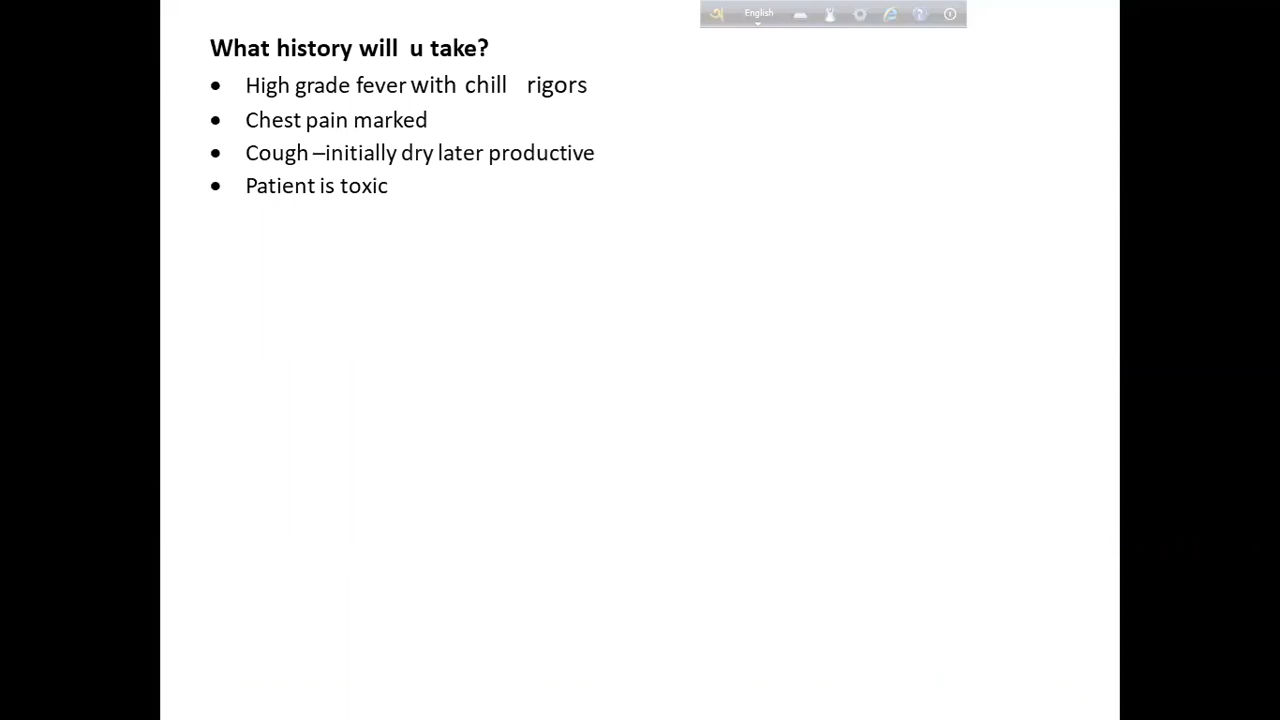 English
What history will u take?
• High grade fever with chill rigors
• Chest pain marked
• Cough –initially dry later productive
• Patient is toxic